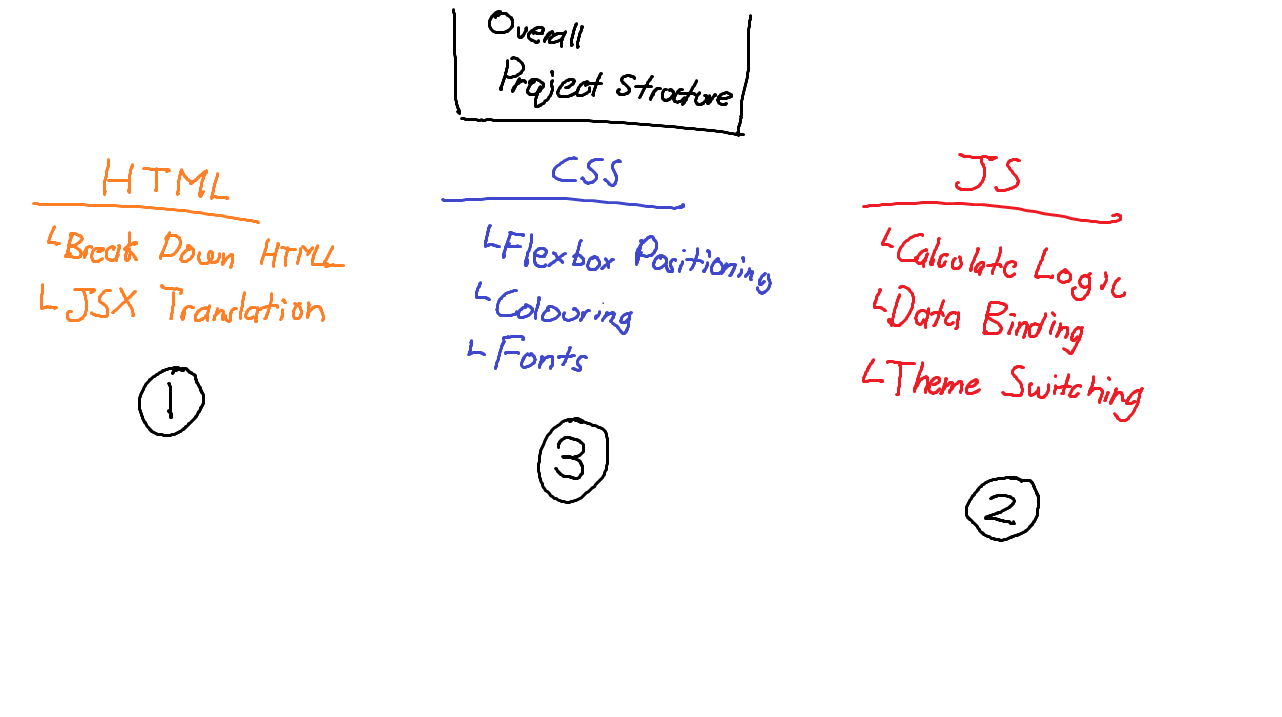 Overall
Project Structure
HTML
Break Down HTML
JSX Translation
1
CSS
Flexbox Positioning
Colouring
Fonts
3
JS
Calculate Logic
Data Binding
Theme Switching
2